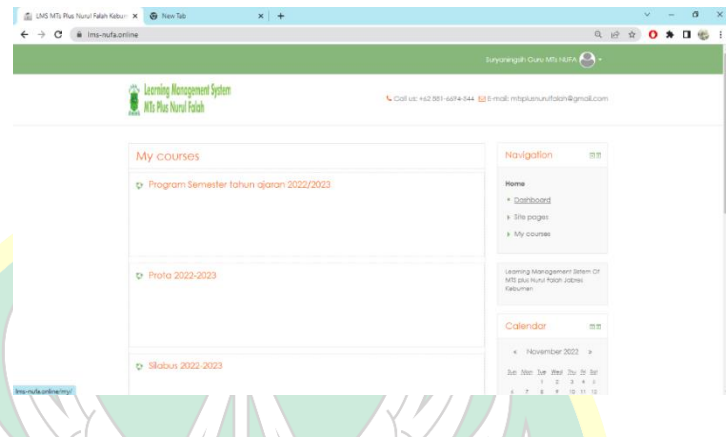 LMS MTs Plus Nurul Falah Kebum
New Tab
lms-nufa.online
Suryaningsih Guru MTs NUFA
Learning Management System
MTs Plus Nurul Falah
Call us: +62 881-6674-544
E-mail: mtsplusnurulfalah@gmail.com
My courses
Program Semester tahun ajaran 2022/2023
Prota 2022-2023
Silabus 2022-2023
Navigation
Home
Dashboard
Site pages
My courses
Learning Management Sistem Of
MTS plus Nurul Falah Jabres
Kebumen
Calendar
« November 2022 »
Sun Mon Tue Wed Thu Fri Sat
1 2 3 4 5
6 7 8 9 10 11 12
lms-nufa.online/my/